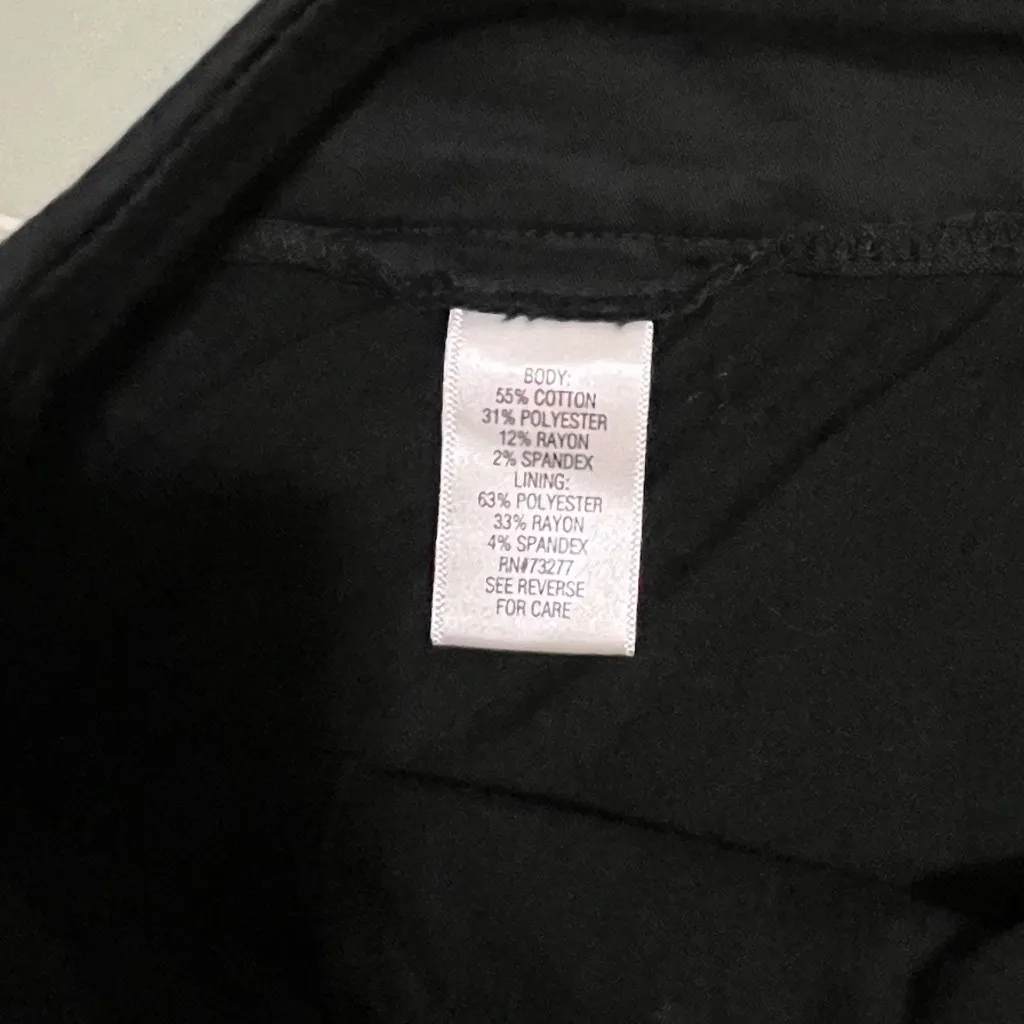 BODY:
55% COTTON
31% POLYESTER
12% RAYON
2% SPANDEX
LINING:
63% POLYESTER
33% RAYON
4% SPANDEX
RN#73277
SEE REVERSE
FOR CARE